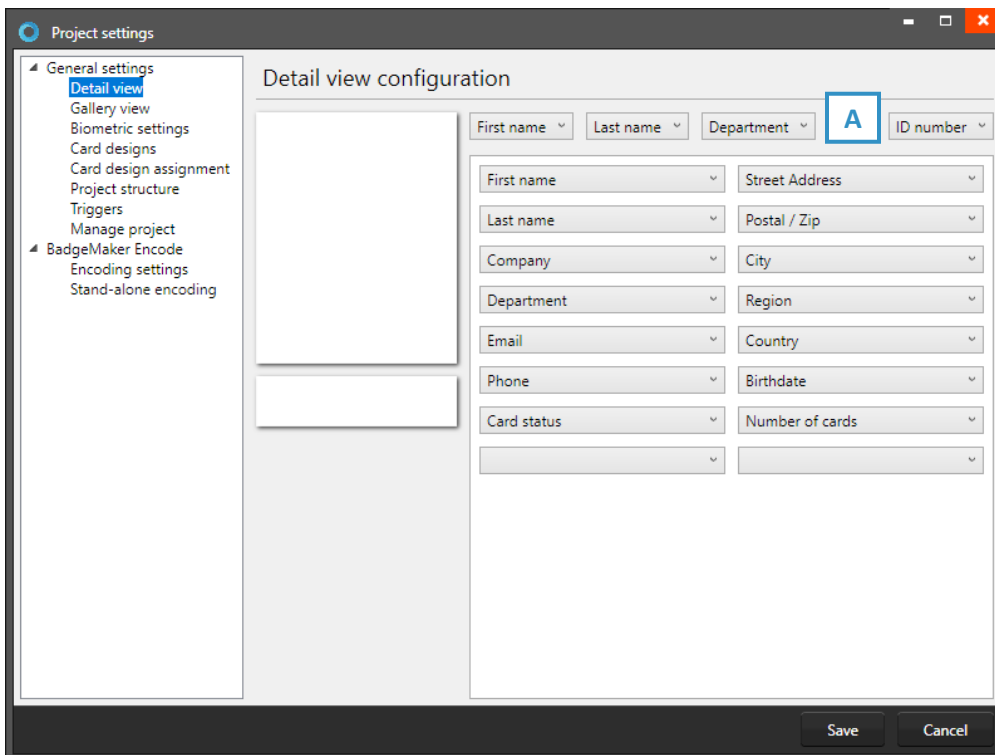 Project settings
General settings
Detail view
Gallery view
Biometric settings
Card designs
Card design assignment
Project structure
Triggers
Manage project
BadgeMaker Encode
Encoding settings
Stand-alone encoding
Detail view configuration
First name Last name Department A ID number
First name Street Address
Last name Postal / Zip
Company City
Department Region
Email Country
Phone Birthdate
Card status Number of cards
Save Cancel